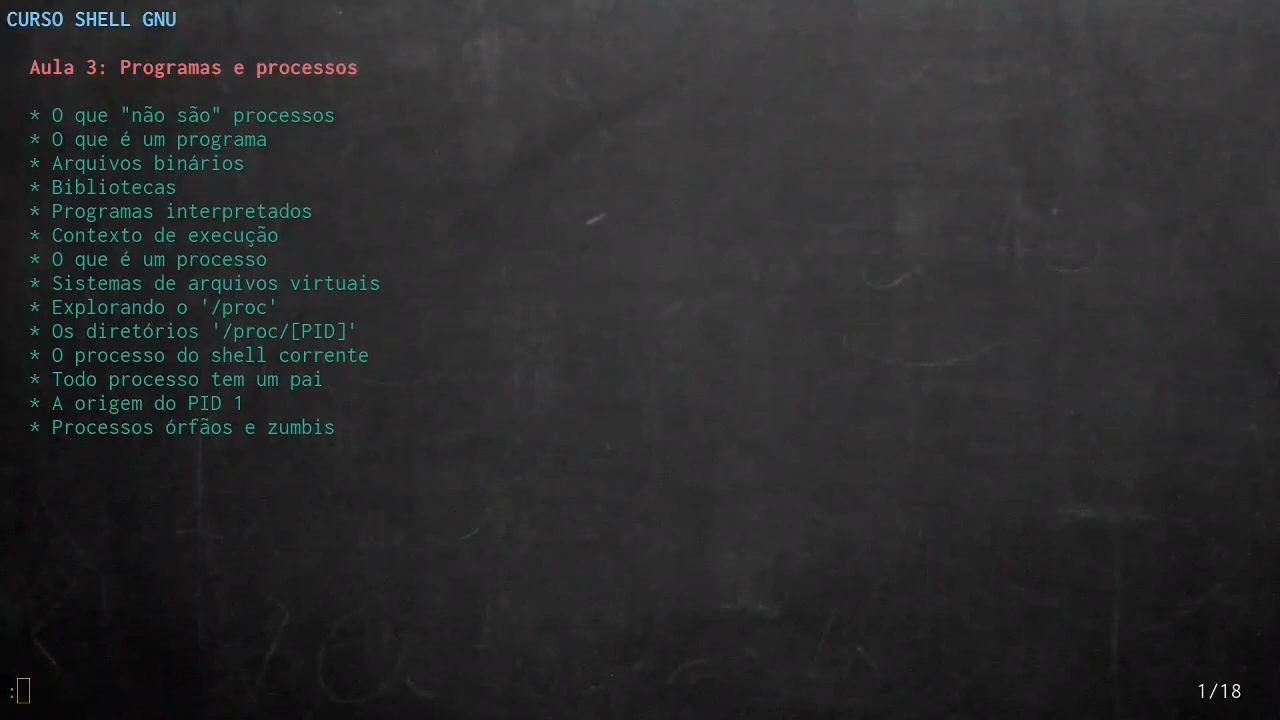 CURSO SHELL GNU
Aula 3: Programas e processos
* O que "não são" processos
* O que é um programa
* Arquivos binários
* Bibliotecas
* Programas interpretados
* Contexto de execução
* O que é um processo
* Sistemas de arquivos virtuais
* Explorando o '/proc'
* Os diretórios '/proc/[PID]'
* O processo do shell corrente
* Todo processo tem um pai
* A origem do PID 1
* Processos órfãos e zumbis
:
1/18